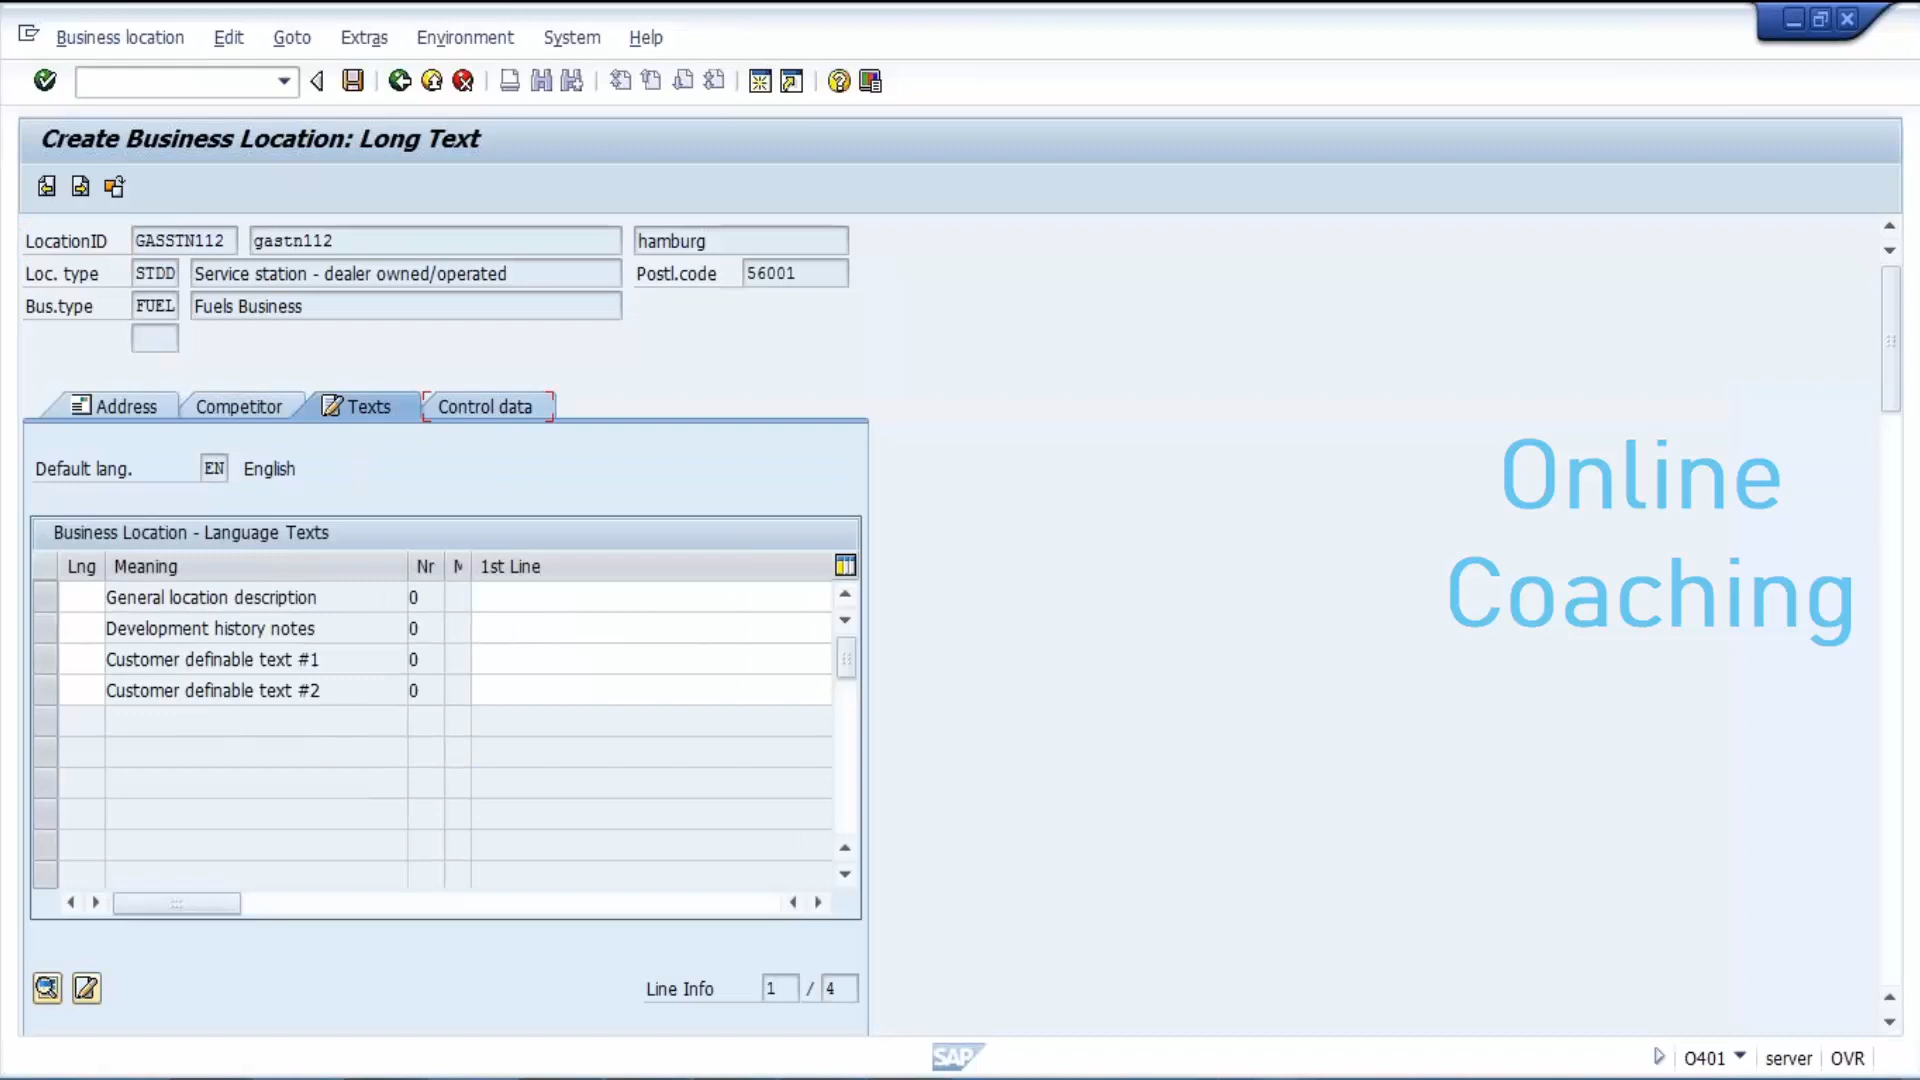 Business location Edit Goto Extras Environment System Help
Create Business Location: Long Text
LocationID GASSTN112 gastn112 hamburg
Loc. type STDD Service station - dealer owned/operated Postl.code 56001
Bus.type FUEL Fuels Business
Address Competitor Texts Control data
Default lang. EN English
Business Location - Language Texts
Lng Meaning Nr M 1st Line
General location description 0
Development history notes 0
Customer definable text #1 0
Customer definable text #2 0
Line Info 1 / 4
Online
Coaching
SAP O401 server OVR